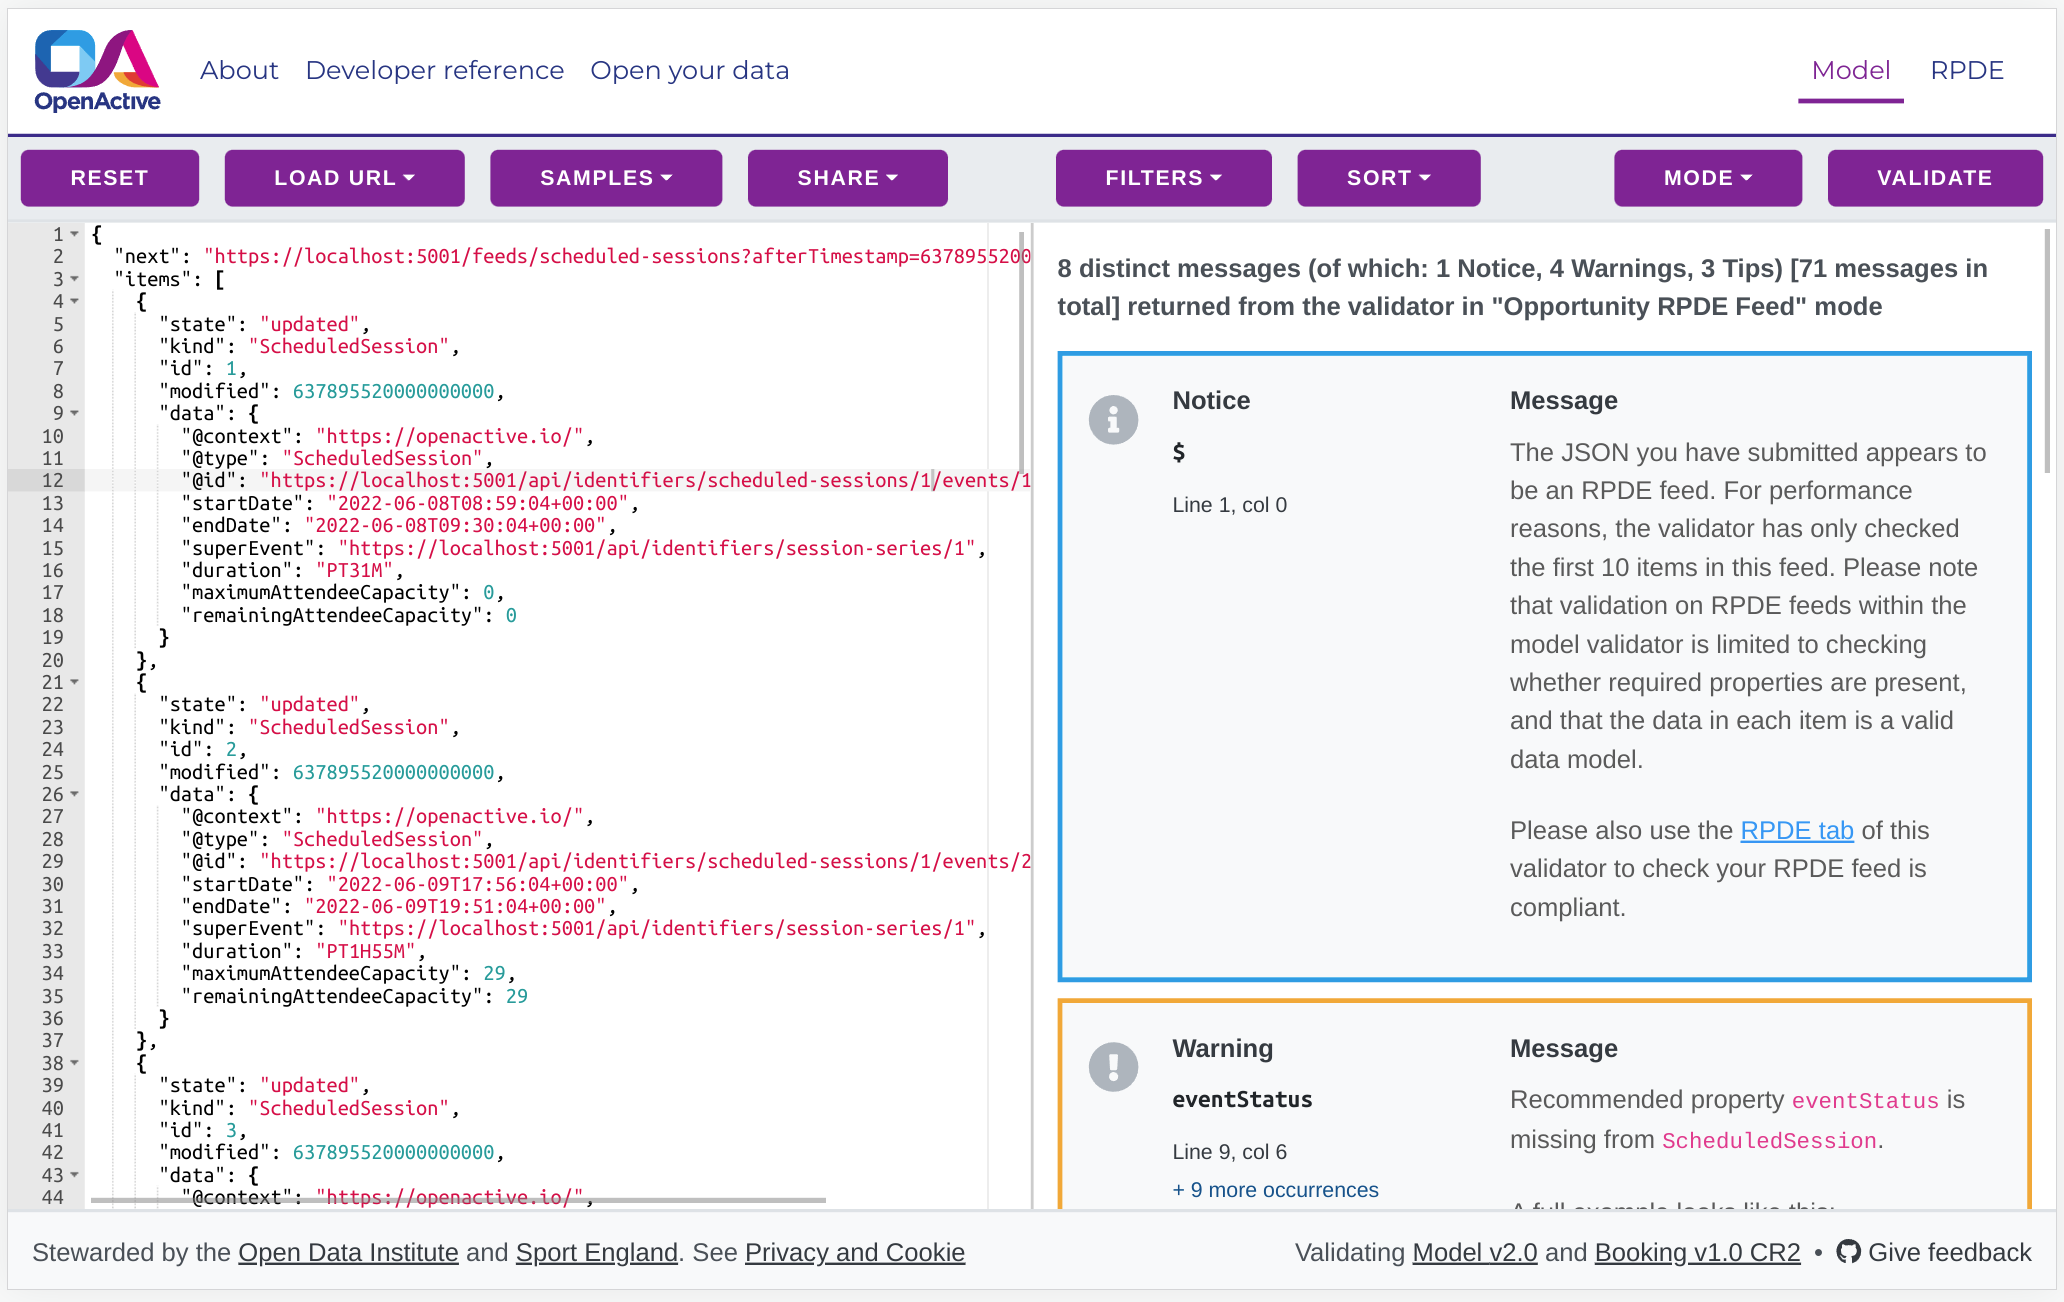 OpenActive
About Developer reference Open your data
Model RPDE
RESET LOAD URL SAMPLES SHARE FILTERS SORT MODE VALIDATE
1 {
2 "next": "https://localhost:5001/feeds/scheduled-sessions?afterTimestamp=6378955200
3 "items": [
4 {
5 "state": "updated",
6 "kind": "ScheduledSession",
7 "id": 1,
8 "modified": 637895520000000000,
9 "data": {
10 "@context": "https://openactive.io/",
11 "@type": "ScheduledSession",
12 "@id": "https://localhost:5001/api/identifiers/scheduled-sessions/1/events/1
13 "startDate": "2022-06-08T08:59:04+00:00",
14 "endDate": "2022-06-08T09:30:04+00:00",
15 "superEvent": "https://localhost:5001/api/identifiers/session-series/1",
16 "duration": "PT31M",
17 "maximumAttendeeCapacity": 0,
18 "remainingAttendeeCapacity": 0
19 }
20 },
21 {
22 "state": "updated",
23 "kind": "ScheduledSession",
24 "id": 2,
25 "modified": 637895520000000000,
26 "data": {
27 "@context": "https://openactive.io/",
28 "@type": "ScheduledSession",
29 "@id": "https://localhost:5001/api/identifiers/scheduled-sessions/1/events/2
30 "startDate": "2022-06-09T17:56:04+00:00",
31 "endDate": "2022-06-09T19:51:04+00:00",
32 "superEvent": "https://localhost:5001/api/identifiers/session-series/1",
33 "duration": "PT1H55M",
34 "maximumAttendeeCapacity": 29,
35 "remainingAttendeeCapacity": 29
36 }
37 },
38 {
39 "state": "updated",
40 "kind": "ScheduledSession",
41 "id": 3,
42 "modified": 637895520000000000,
43 "data": {
44 "@context": "https://openactive.io/",
8 distinct messages (of which: 1 Notice, 4 Warnings, 3 Tips) [71 messages in
total] returned from the validator in "Opportunity RPDE Feed" mode
Notice
$
Line 1, col 0
Message
The JSON you have submitted appears to
be an RPDE feed. For performance
reasons, the validator has only checked
the first 10 items in this feed. Please note
that validation on RPDE feeds within the
model validator is limited to checking
whether required properties are present,
and that the data in each item is a valid
data model.
Please also use the RPDE tab of this
validator to check your RPDE feed is
compliant.
Warning
eventStatus
Line 9, col 6
+ 9 more occurrences
Message
Recommended property eventStatus is
missing from ScheduledSession.
A full example looks like this:
Stewarded by the Open Data Institute and Sport England. See Privacy and Cookie
Validating Model v2.0 and Booking v1.0 CR2 • Give feedback